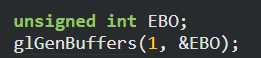 unsigned int EBO;
glGenBuffers(1, &EBO);